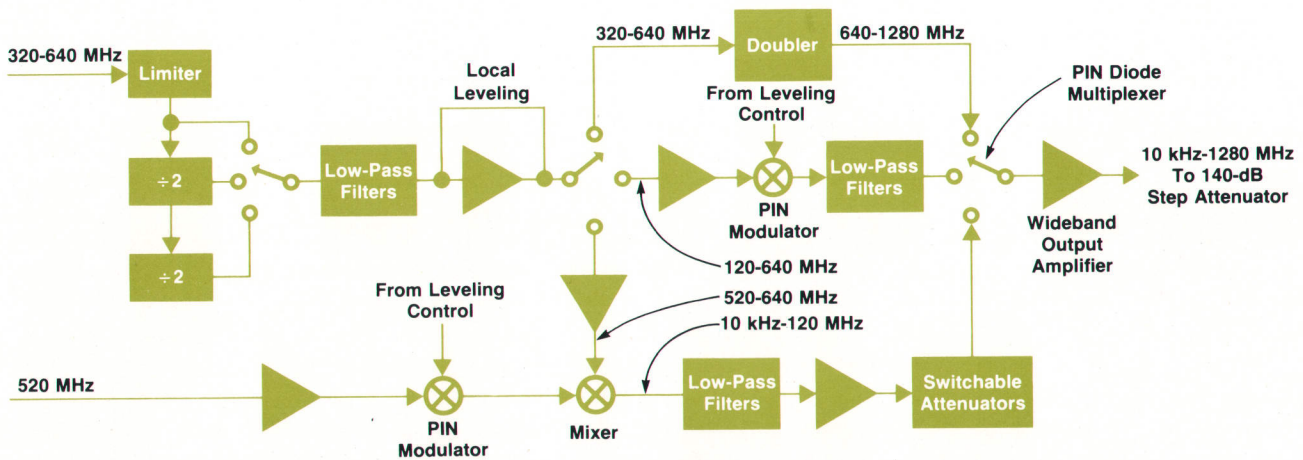 320-640 MHz
Limiter
÷2
÷2
Low-Pass
Filters
Local
Leveling
320-640 MHz
Doubler
640-1280 MHz
From Leveling
Control
PIN
Modulator
Low-Pass
Filters
PIN Diode
Multiplexer
Wideband
Output
Amplifier
10 kHz-1280 MHz
To 140-dB
Step Attenuator
120-640 MHz
520-640 MHz
10 kHz-120 MHz
520 MHz
From Leveling
Control
PIN
Modulator
Mixer
Low-Pass
Filters
Switchable
Attenuators